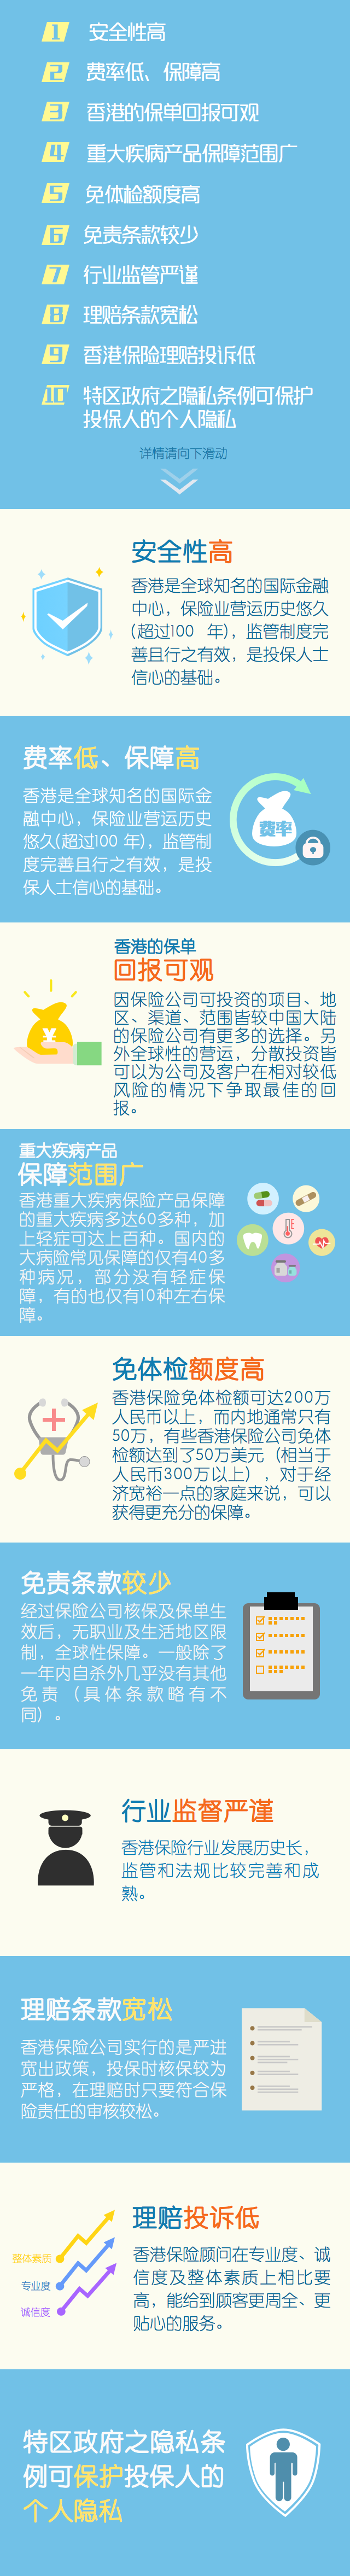 1 安全性高
2 费率低、保障高
3 香港的保单回报可观
4 重大疾病产品保障范围广
5 免体检额度高
6 免责条款较少
7 行业监管严谨
8 理赔条款宽松
9 香港保险理赔投诉低
10 特区政府之隐私条例可保护
投保人的个人隐私
详情请向下滑动
安全性高
香港是全球知名的国际金融
中心，保险业营运历史悠久
(超过100 年)，监管制度完
善且行之有效，是投保人士
信心的基础。
费率低、保障高
香港是全球知名的国际金
融中心，保险业营运历史
悠久(超过100 年)，监管制
度完善且行之有效，是投
保人士信心的基础。
费率
香港的保单
回报可观
因保险公司可投资的项目、地
区、渠道、范围皆较中国大陆
的保险公司有更多的选择。另
外全球性的营运，分散投资皆
可以为公司及客户在相对较低
风险的情况下争取最佳的回
报。
¥
重大疾病产品
保障范围广
香港重大疾病保险产品保障
的重大疾病多达60多种，加
上轻症可达上百种。国内的
大病险常见保障的仅有40多
种病况，部分没有轻症保
障，有的也仅有10种左右保
障。
免体检额度高
香港保险免体检额可达200万
人民币以上，而内地通常只有
50万，有些香港保险公司免体
检额达到了50万美元（相当于
人民币300万以上），对于经
济宽裕一点的家庭来说，可以
获得更充分的保障。
免责条款较少
经过保险公司核保及保单生
效后，无职业及生活地区限
制，全球性保障。一般除了
一年内自杀外几乎没有其他
免责（具体条款略有不
同）。
行业监督严谨
香港保险行业发展历史长，
监管和法规比较完善和成
熟。
理赔条款宽松
香港保险公司实行的是严进
宽出政策，投保时核保较为
严格，在理赔时只要符合保
险责任的审核较松。
理赔投诉低
香港保险顾问在专业度、诚
信度及整体素质上相比要
高，能给到顾客更周全、更
贴心的服务。
整体素质
专业度
诚信度
特区政府之隐私条
例可保护投保人的
个人隐私